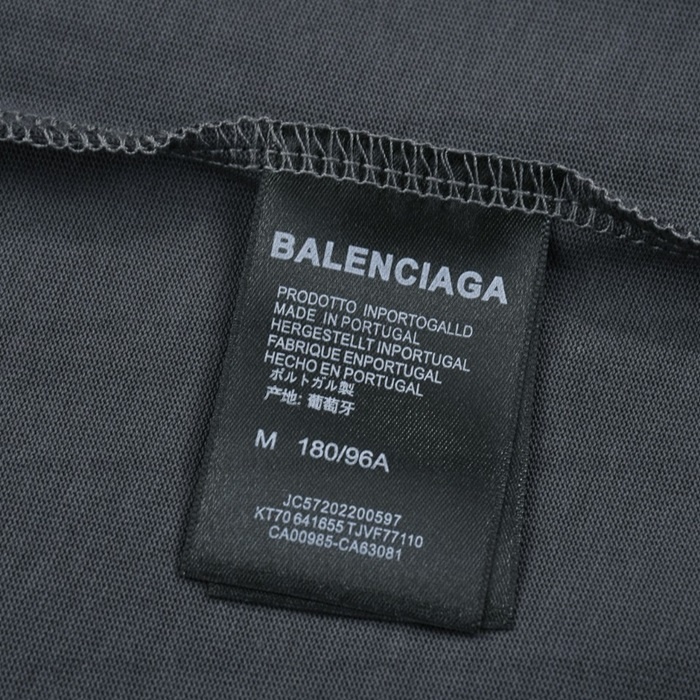 BALENCIAGA
PRODOTTO INPORTOGALLD
MADE IN PORTUGAL
HERGESTELLT INPORTUGAL
FABRIQUE ENPORTUGAL
HECHO EN PORTUGAL
ポルトガル製
产地: 葡萄牙
M 180/96A
JC57202200597
KT70 641655 TJVF77110
CA00985-CA63081